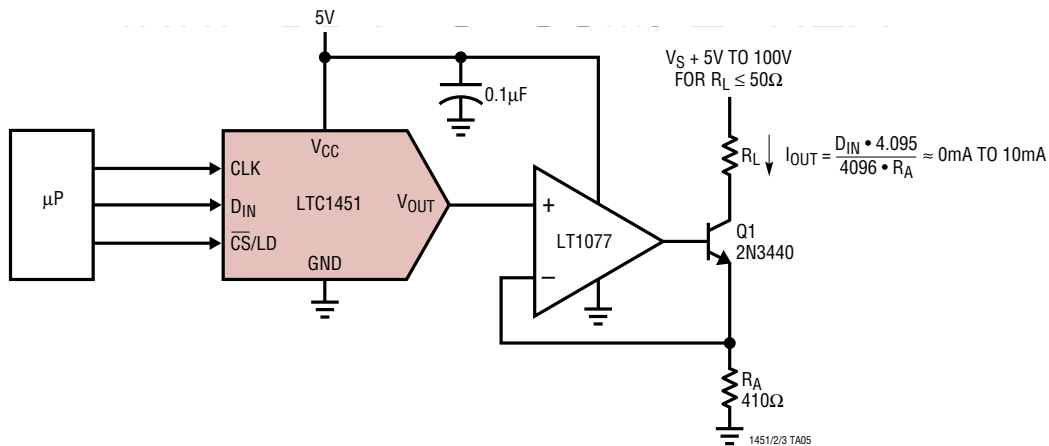 5V
0.1µF
V_S + 5V TO 100V
FOR R_L ≤ 50Ω
R_L
I_OUT = D_IN • 4.095 / 4096 • R_A ≈ 0mA TO 10mA
µP
CLK
D_IN
C̅S̅/LD
V_CC
LTC1451
GND
V_OUT
+
−
LT1077
Q1
2N3440
R_A
410Ω
1451/2/3 TA05